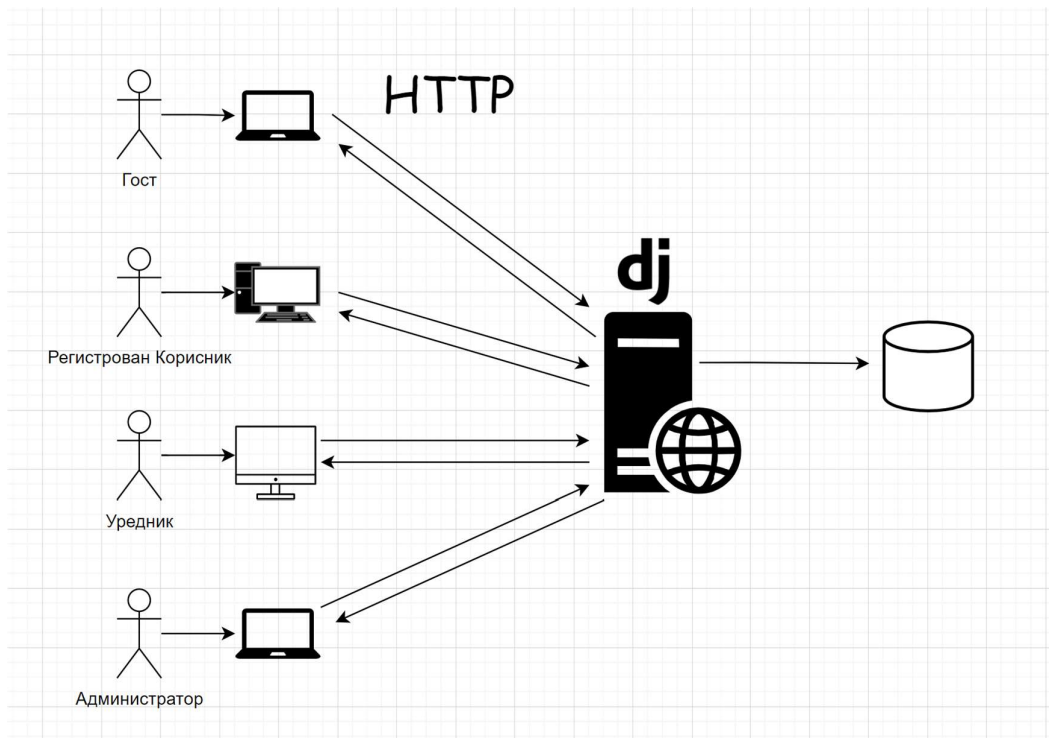 HTTP
Гост
dj
Регистрован Корисник
Уредник
Администратор